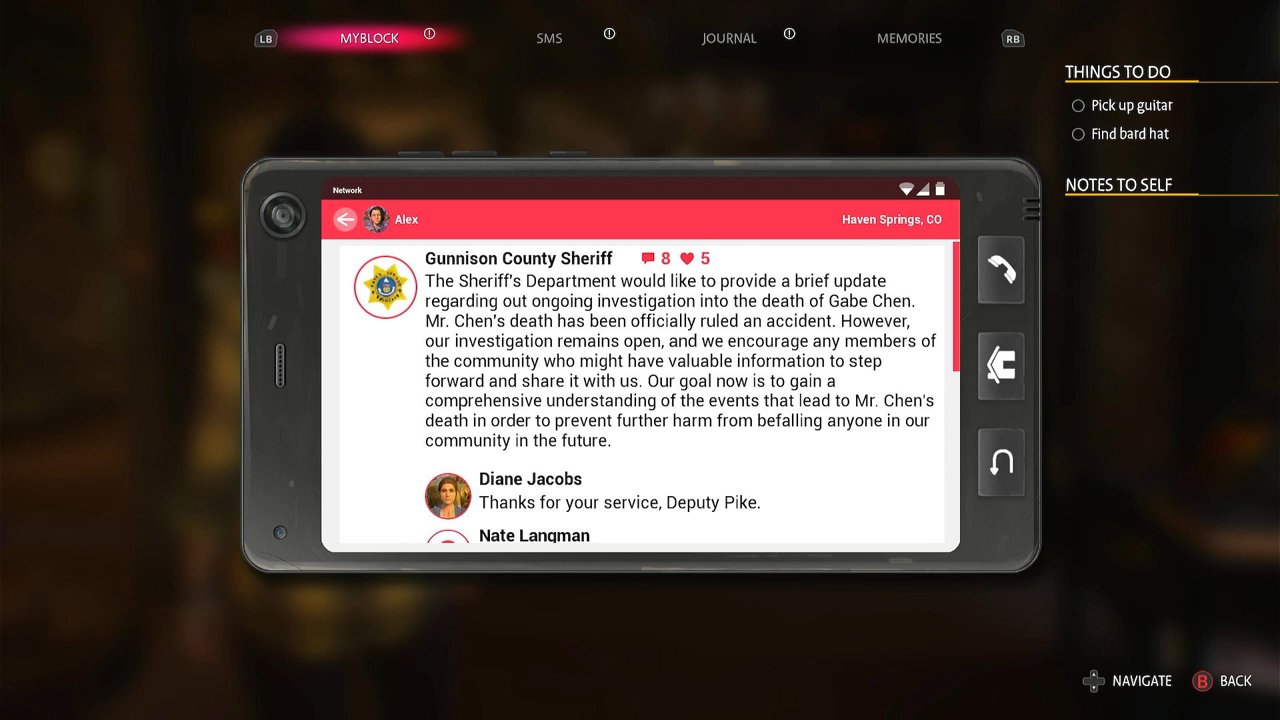 LB MYBLOCK SMS JOURNAL MEMORIES RB
THINGS TO DO
Pick up guitar
Find bard hat
NOTES TO SELF
Network
Alex Haven Springs, CO
Gunnison County Sheriff 8 5
The Sheriff's Department would like to provide a brief update
regarding out ongoing investigation into the death of Gabe Chen.
Mr. Chen's death has been officially ruled an accident. However,
our investigation remains open, and we encourage any members of
the community who might have valuable information to step
forward and share it with us. Our goal now is to gain a
comprehensive understanding of the events that lead to Mr. Chen's
death in order to prevent further harm from befalling anyone in our
community in the future.
Diane Jacobs
Thanks for your service, Deputy Pike.
Nate Langman
NAVIGATE B BACK